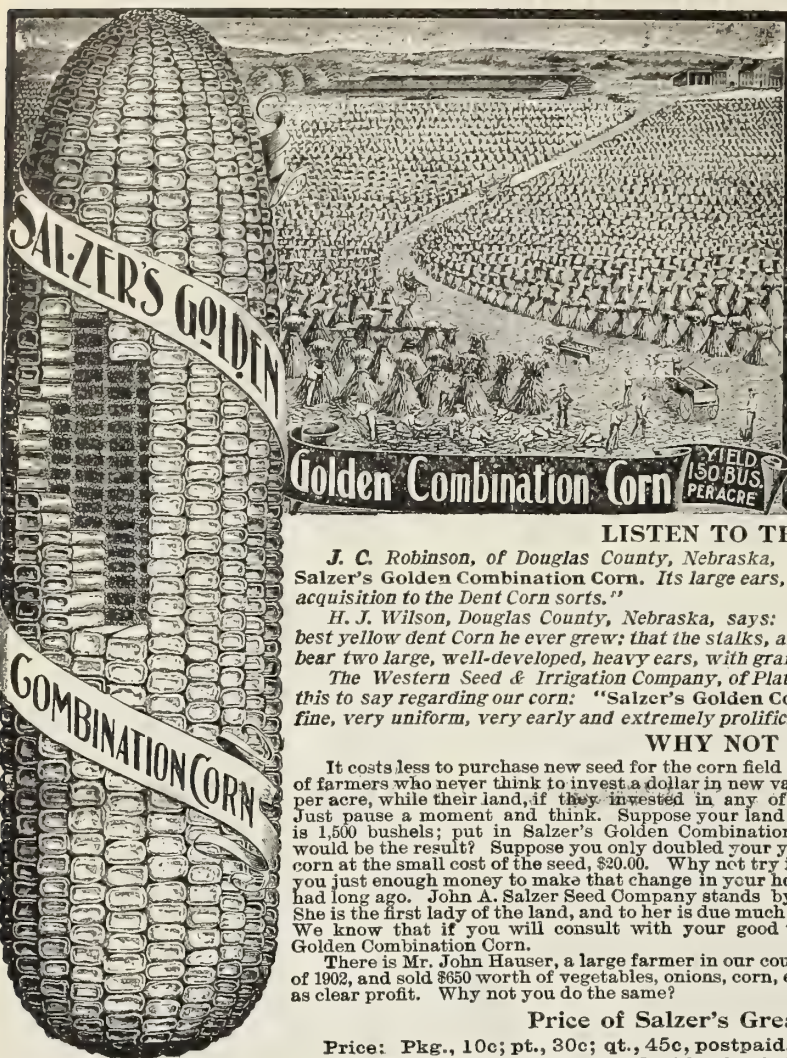 SALZER'S GOLDEN
COMBINATION CORN
Golden Combination Corn
YIELD
150 BUS.
PER ACRE
LISTEN TO
J. C. Robinson, of Douglas County, Nebraska,
Salzer's Golden Combination Corn. Its large ears,
acquisition to the Dent Corn sorts."
H. J. Wilson, Douglas County, Nebraska, says:
best yellow dent Corn he ever grew; that the stalks, a
bear two large, well-developed, heavy ears, with
The Western Seed & Irrigation Company, of
this to say regarding our corn: "Salzer's Golden
fine, very uniform, very early and extremely prolific
WHY NOT
It costs less to purchase new seed for the corn field
of farmers who never think to invest a dollar in new
per acre, while their land, if they invested in any of
Just pause a moment and think. Suppose your land
is 1,500 bushels; put in Salzer's Golden Combination
would be the result? Suppose you only doubled your
corn at the small cost of the seed, $20.00. Why not try
you just enough money to make that change in your
had long ago. John A. Salzer Seed Company stands
She is the first lady of the land, and to her is due much
We know that if you will consult with your good
Golden Combination Corn.
There is Mr. John Hauser, a large farmer in our
of 1902, and sold $650 worth of vegetables, onions, corn,
as clear profit. Why not you do the same?
Price of Salzer's
Price: Pkg., 10c; pt., 30c; qt., 45c, postpaid